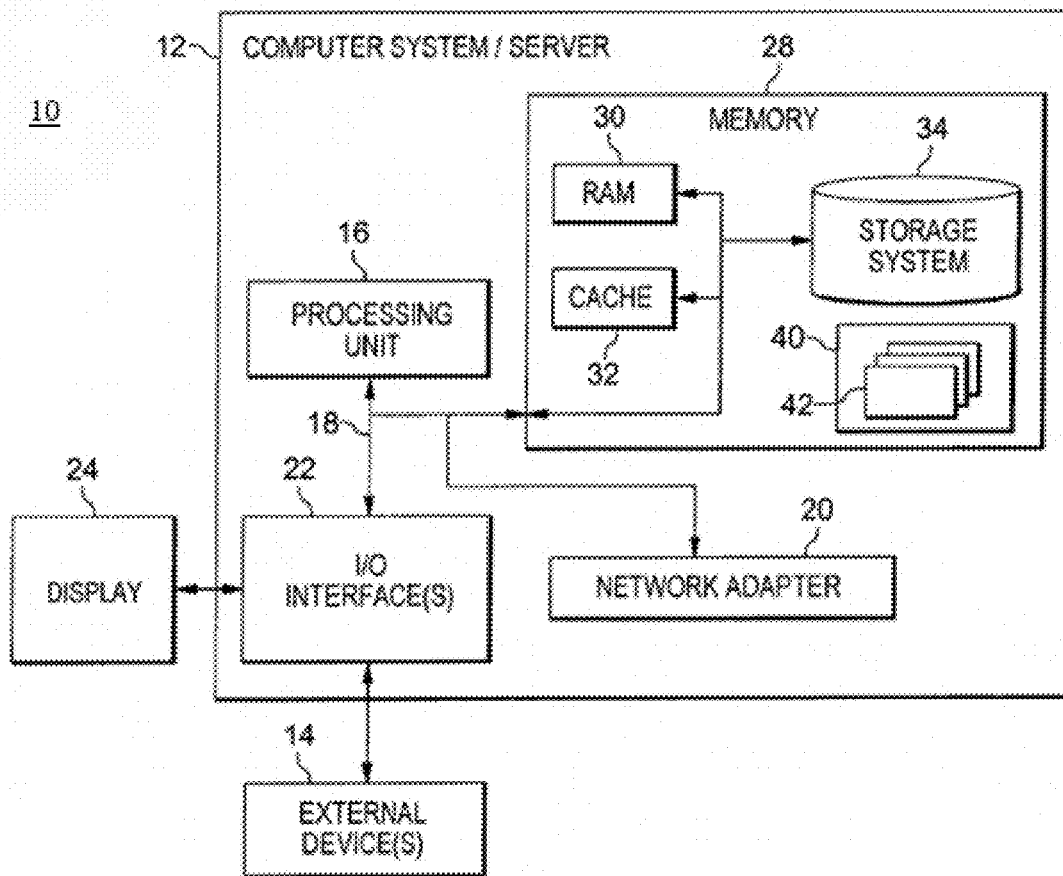 12
COMPUTER SYSTEM / SERVER
28
10
MEMORY
30
34
RAM
STORAGE
SYSTEM
16
PROCESSING
UNIT
CACHE
32
40
42
18
24
22
20
DISPLAY
I/O
INTERFACE(S)
NETWORK ADAPTER
14
EXTERNAL
DEVICE(S)